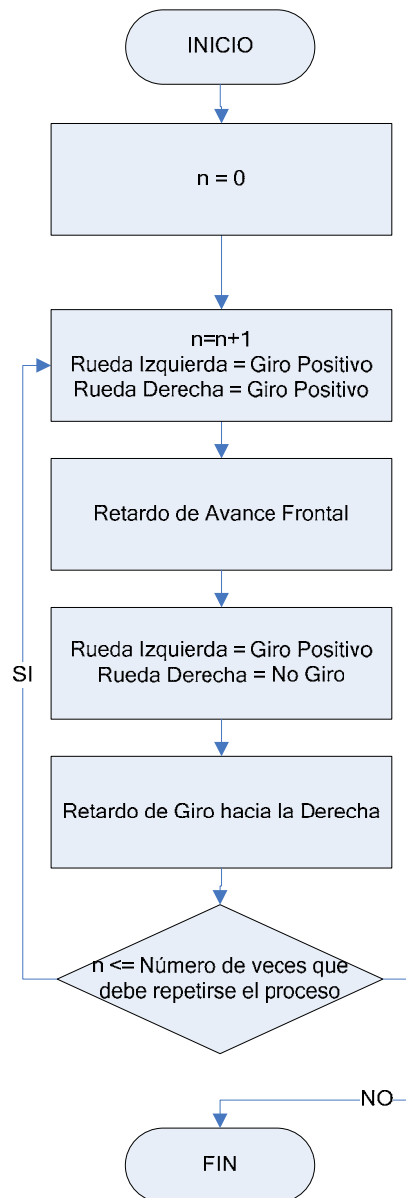 INICIO
n = 0
n=n+1
Rueda Izquierda = Giro Positivo
Rueda Derecha = Giro Positivo
Retardo de Avance Frontal
Rueda Izquierda = Giro Positivo
Rueda Derecha = No Giro
SI
Retardo de Giro hacia la Derecha
n <= Número de veces que
debe repetirse el proceso
NO
FIN